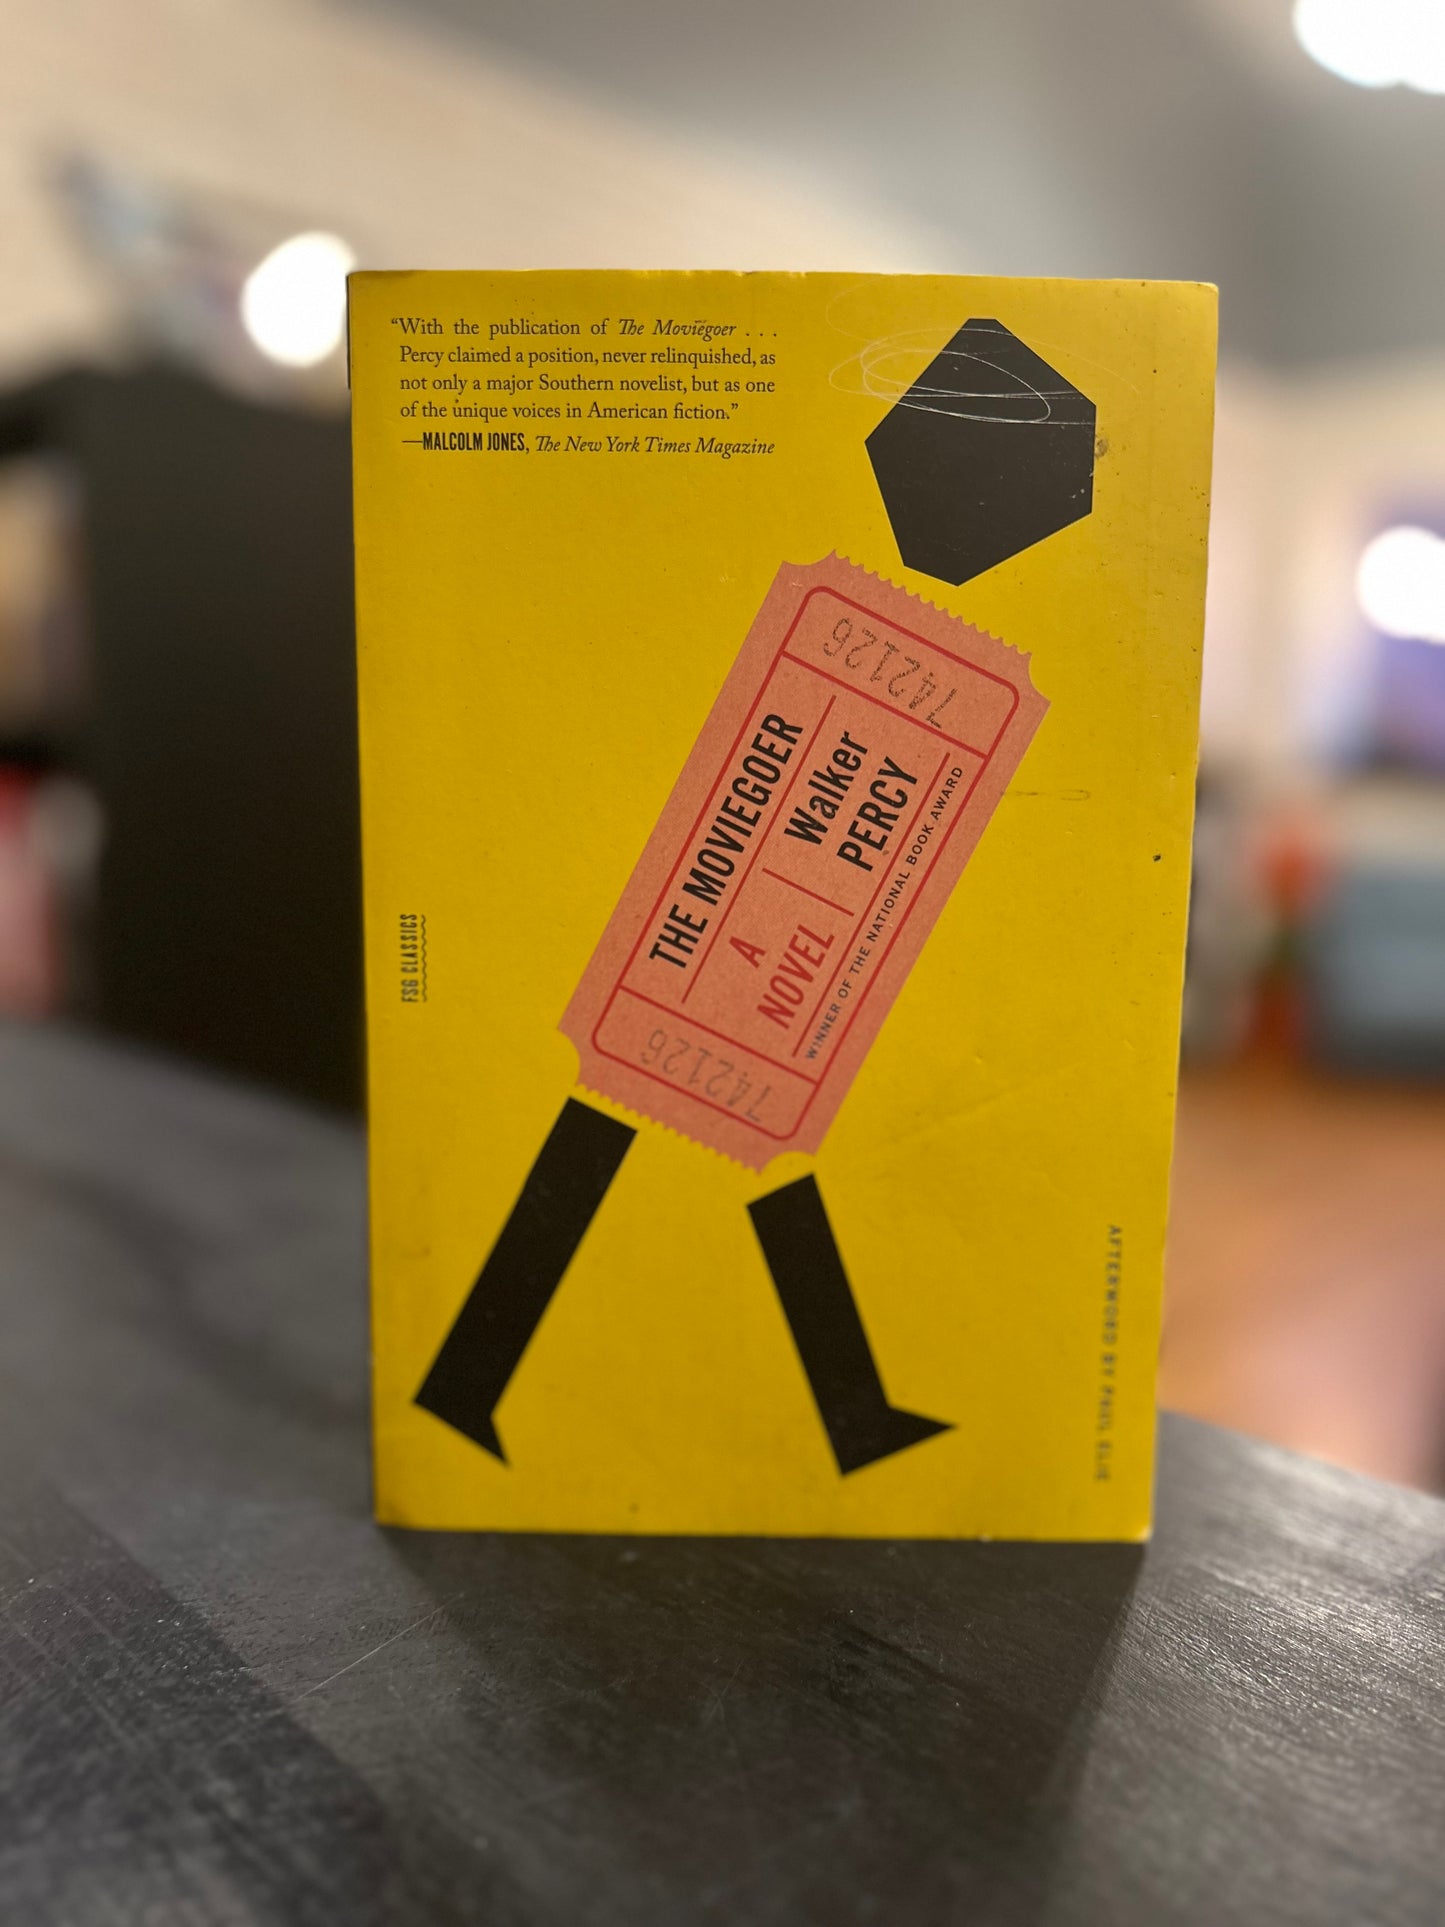 “With the publication of The Moviegoer . . .
Percy claimed a position, never relinquished, as
not only a major Southern novelist, but as one
of the unique voices in American fiction.”
—MALCOLM JONES, The New York Times Magazine
742126
THE MOVIEGOER
A
NOVEL
Walker
PERCY
WINNER OF THE NATIONAL BOOK AWARD
742126
FSG CLASSICS
AFTERWORD BY PAUL ELIE